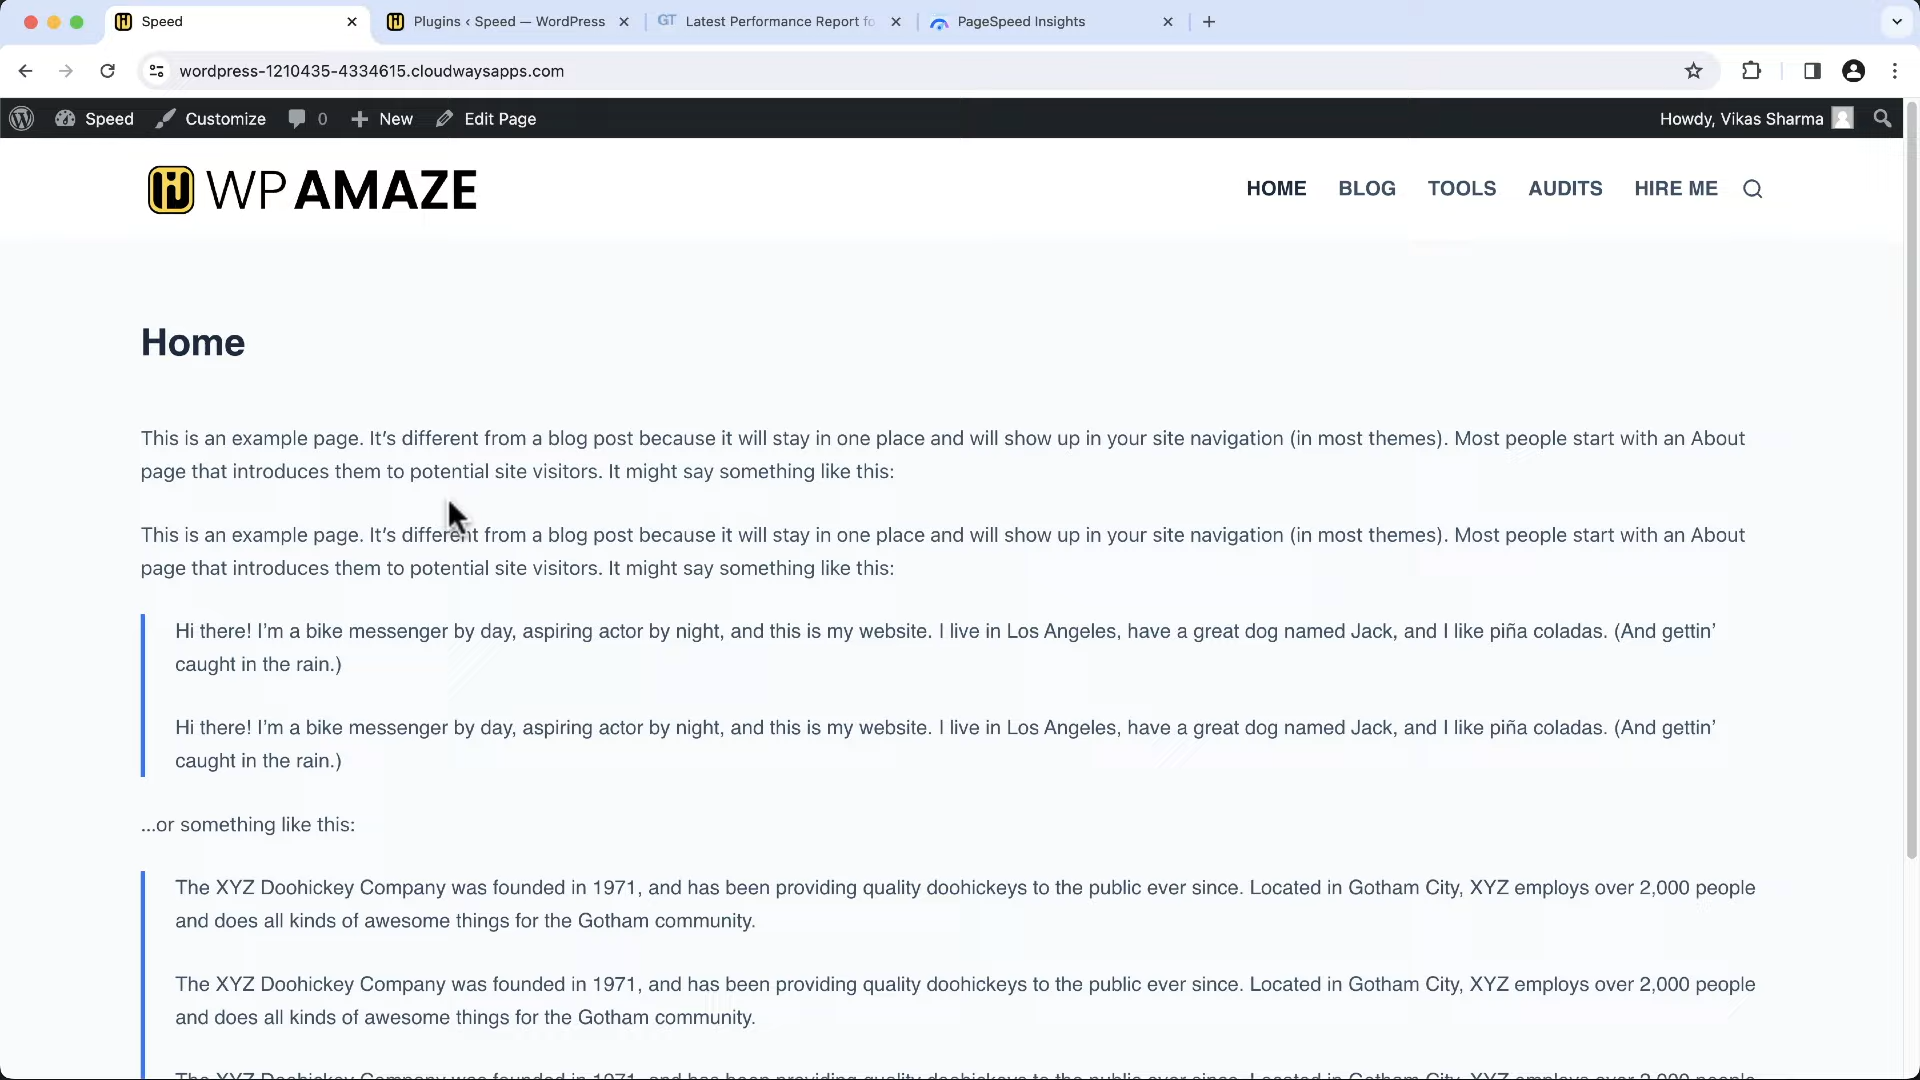 Speed
Plugins ‹ Speed — WordPress
GT Latest Performance Report fo
PageSpeed Insights
wordpress-1210435-4334615.cloudwaysapps.com
Speed Customize 0 New Edit Page Howdy, Vikas Sharma
WP AMAZE
HOME BLOG TOOLS AUDITS HIRE ME
Home
This is an example page. It’s different from a blog post because it will stay in one place and will show up in your site navigation (in most themes). Most people start with an About
page that introduces them to potential site visitors. It might say something like this:
This is an example page. It’s different from a blog post because it will stay in one place and will show up in your site navigation (in most themes). Most people start with an About
page that introduces them to potential site visitors. It might say something like this:
Hi there! I’m a bike messenger by day, aspiring actor by night, and this is my website. I live in Los Angeles, have a great dog named Jack, and I like piña coladas. (And gettin’
caught in the rain.)
Hi there! I’m a bike messenger by day, aspiring actor by night, and this is my website. I live in Los Angeles, have a great dog named Jack, and I like piña coladas. (And gettin’
caught in the rain.)
…or something like this:
The XYZ Doohickey Company was founded in 1971, and has been providing quality doohickeys to the public ever since. Located in Gotham City, XYZ employs over 2,000 people
and does all kinds of awesome things for the Gotham community.
The XYZ Doohickey Company was founded in 1971, and has been providing quality doohickeys to the public ever since. Located in Gotham City, XYZ employs over 2,000 people
and does all kinds of awesome things for the Gotham community.